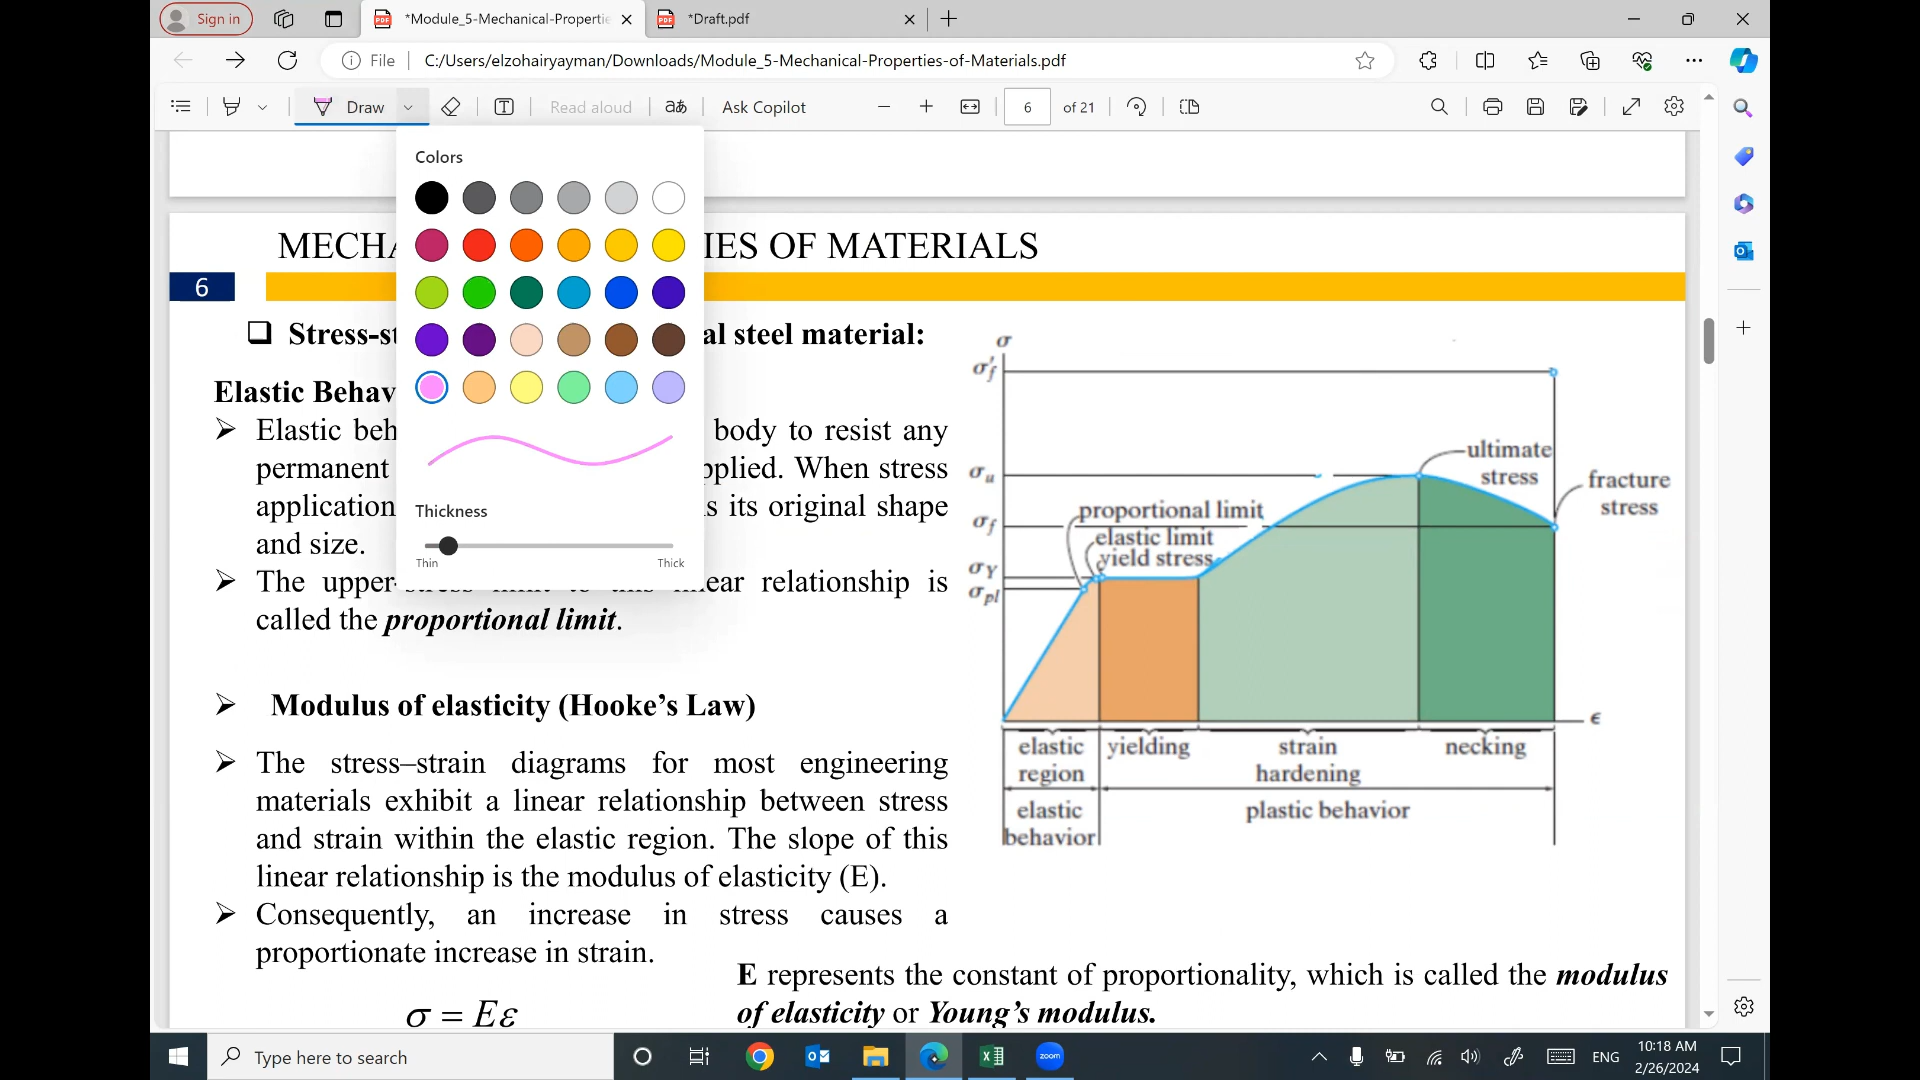 Sign in
*Module_5-Mechanical-Propertie
*Draft.pdf
File
C:/Users/elzohairyayman/Downloads/Module_5-Mechanical-Properties-of-Materials.pdf
Draw
Read aloud
aあ
Ask Copilot
6
of 21
Colors
Thickness
Thin
Thick
MECHA
IES OF MATERIALS
6
Stress-st
al steel material:
Elastic Behav
Elastic beh
body to resist any
permanent
pplied. When stress
application
s its original shape
and size.
The upper-stress limit to this linear relationship is
called the proportional limit.
Modulus of elasticity (Hooke’s Law)
The stress–strain diagrams for most engineering
materials exhibit a linear relationship between stress
and strain within the elastic region. The slope of this
linear relationship is the modulus of elasticity (E).
Consequently, an increase in stress causes a
proportionate increase in strain.
σ = Eε
σ
σ′f
σu
σf
σY
σpl
ultimate
stress
fracture
stress
proportional limit
elastic limit
yield stress
ϵ
elastic
region
yielding
strain
hardening
necking
elastic
behavior
plastic behavior
E represents the constant of proportionality, which is called the modulus
of elasticity or Young’s modulus.
Type here to search
zoom
ENG
10:18 AM
2/26/2024